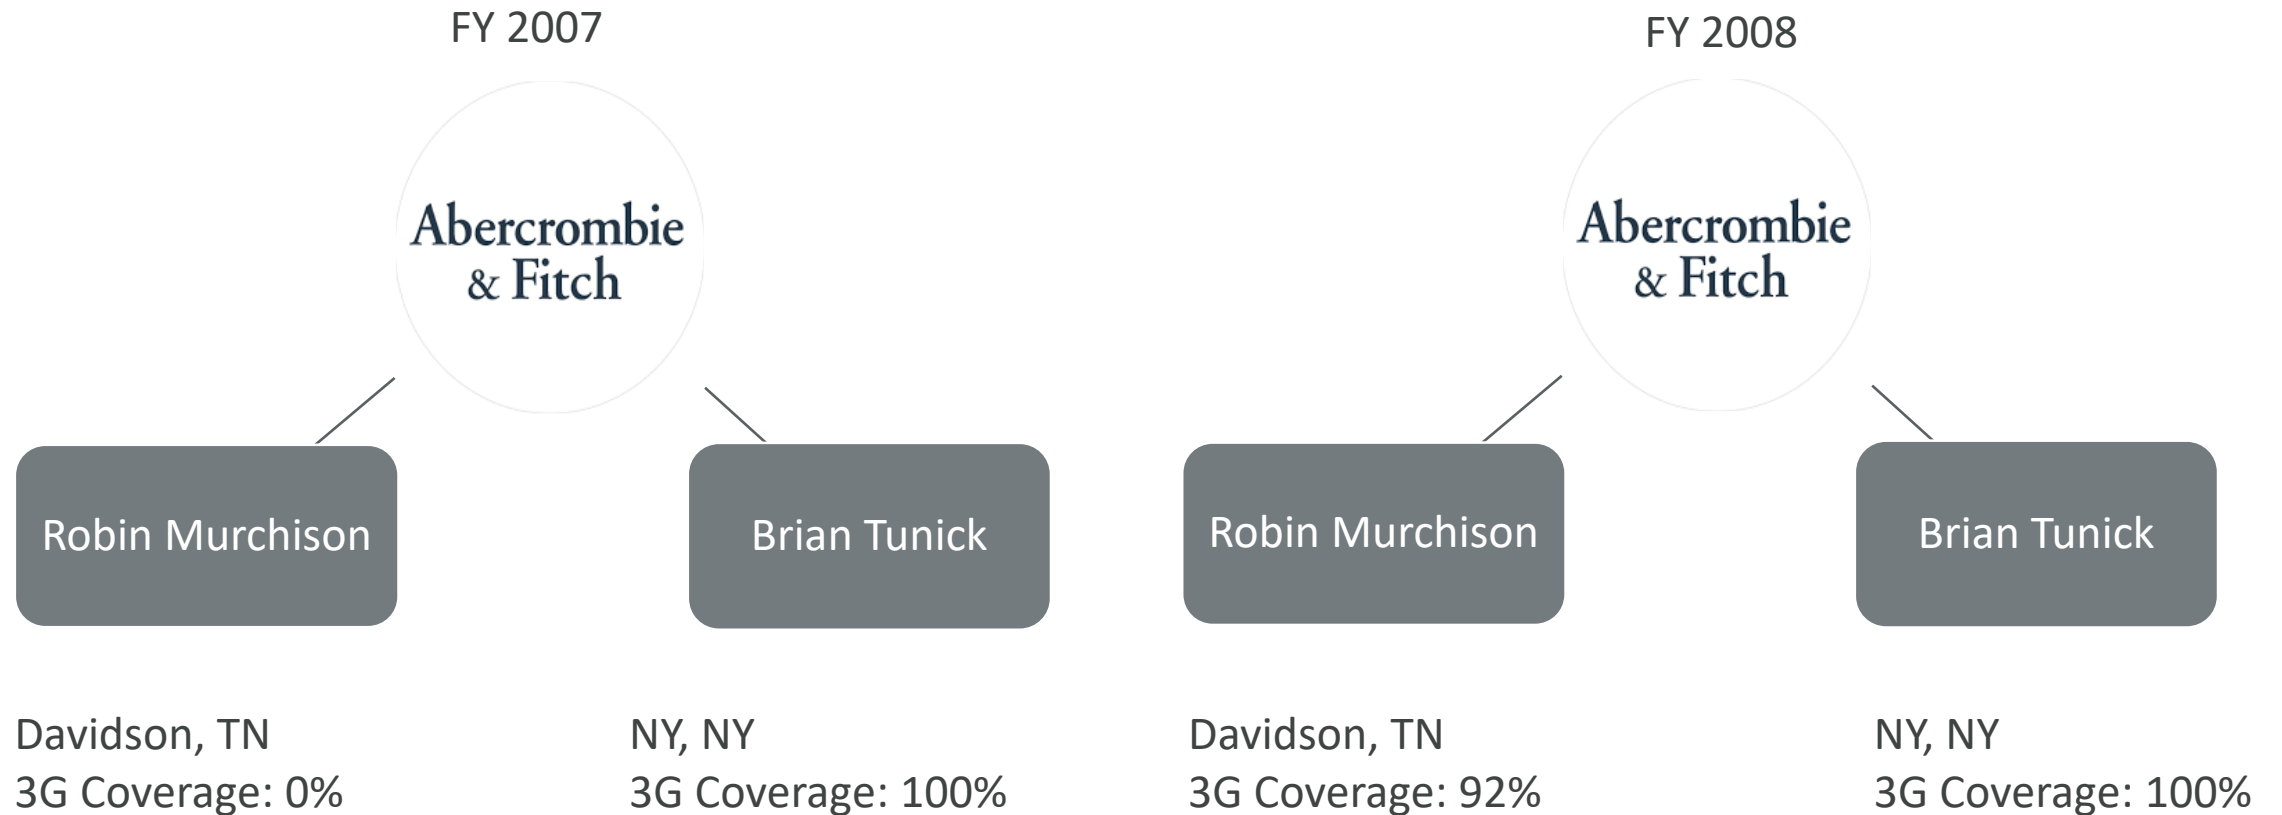 FY 2007
Abercrombie
& Fitch
Robin Murchison
Brian Tunick
Davidson, TN
3G Coverage: 0%
NY, NY
3G Coverage: 100%
FY 2008
Abercrombie
& Fitch
Robin Murchison
Brian Tunick
Davidson, TN
3G Coverage: 92%
NY, NY
3G Coverage: 100%